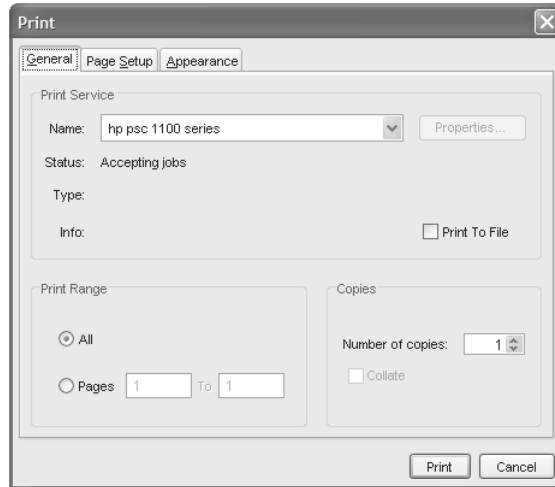 Print
General Page Setup Appearance
Print Service
Name: hp psc 1100 series Properties...
Status: Accepting jobs
Type:
Info: Print To File
Print Range
All
Pages 1 To 1
Copies
Number of copies: 1
Collate
Print Cancel